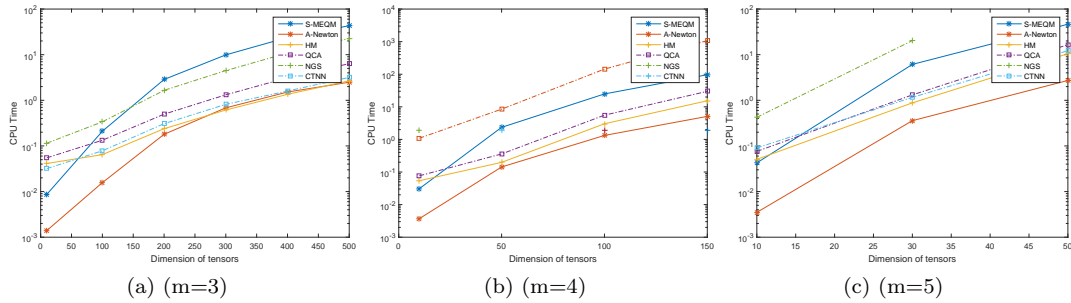 10^2
10^1
10^0
10^-1
10^-2
10^-3
CPU Time
0 50 100 150 200 250 300 350 400 450 500
Dimension of tensors
S-MEQM
A-Newton
HM
QCA
NGS
CTNN
(a) (m=3)
10^4
10^3
10^2
10^1
10^0
10^-1
10^-2
10^-3
CPU Time
0 50 100 150
Dimension of tensors
S-MEQM
A-Newton
HM
QCA
NGS
CTNN
(b) (m=4)
10^2
10^1
10^0
10^-1
10^-2
10^-3
CPU Time
10 15 20 25 30 35 40 45 50
Dimension of tensors
S-MEQM
A-Newton
HM
QCA
NGS
CTNN
(c) (m=5)